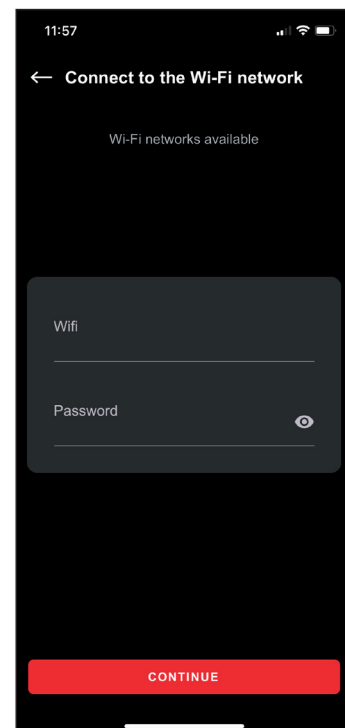 11:57
Connect to the Wi-Fi network
Wi-Fi networks available
Wifi
Password
CONTINUE